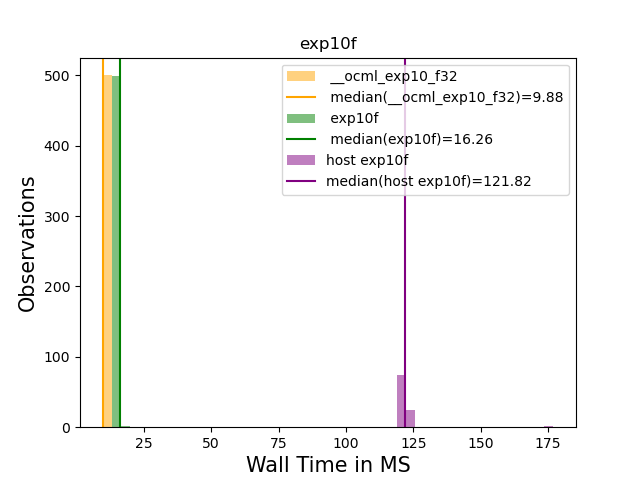 exp10f
__ocml_exp10_f32
median(__ocml_exp10_f32)=9.88
exp10f
median(exp10f)=16.26
host exp10f
median(host exp10f)=121.82
Observations
500
400
300
200
100
0
25 50 75 100 125 150 175
Wall Time in MS